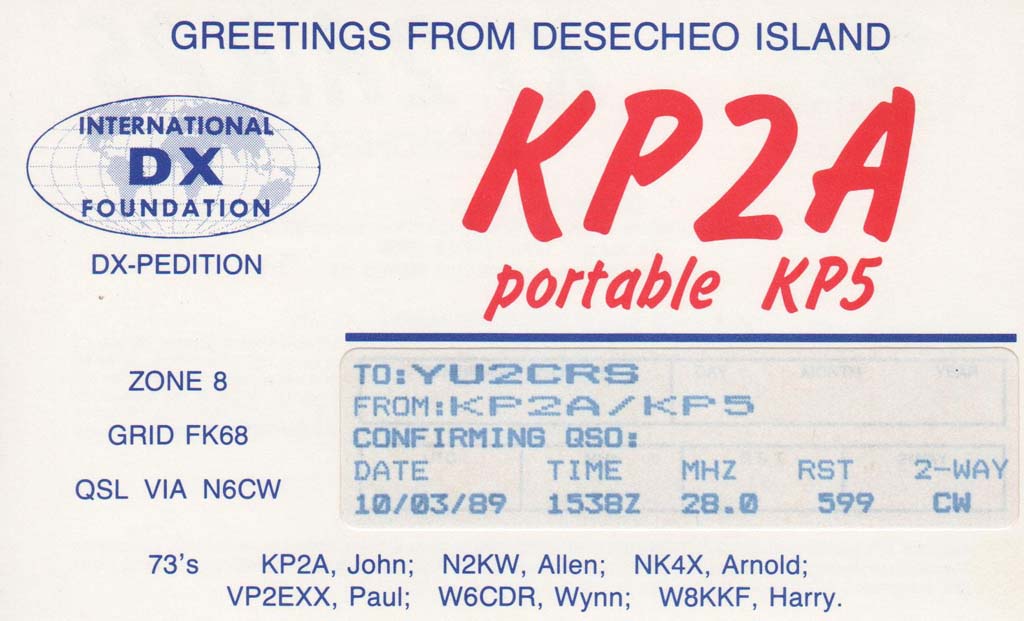 GREETINGS FROM DESECHEO ISLAND
INTERNATIONAL
DX
FOUNDATION
DX-PEDITION
KP2A
portable KP5
ZONE 8
GRID FK68
QSL VIA N6CW
TO:YU2CRS
FROM:KP2A/KP5
CONFIRMING QSO:
DATE TIME MHZ RST 2-WAY
10/03/89 1538Z 28.0 599 CW
73's KP2A, John; N2KW, Allen; NK4X, Arnold;
VP2EXX, Paul; W6CDR, Wynn; W8KKF, Harry.